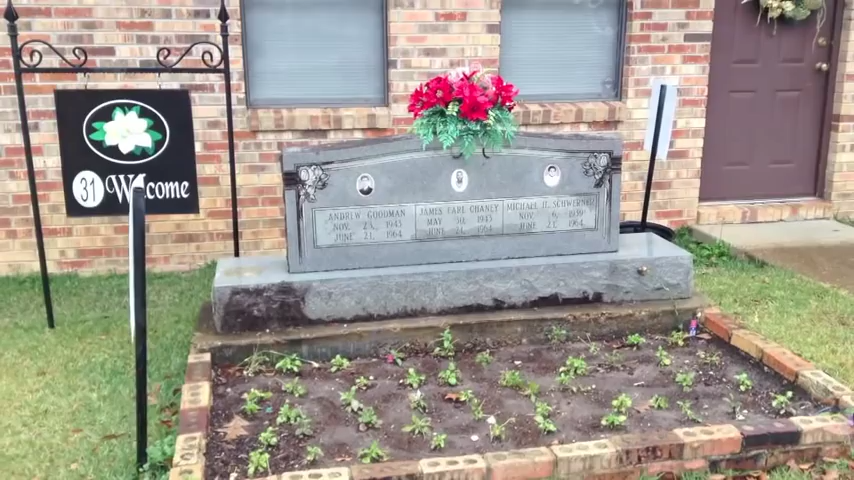 31 Welcome
ANDREW GOODMAN
NOV. 23, 1943
JUNE 21, 1964
JAMES EARL CHANEY
MAY 30, 1943
JUNE 21, 1964
MICHAEL H. SCHWERNER
NOV. 6, 1939
JUNE 21, 1964